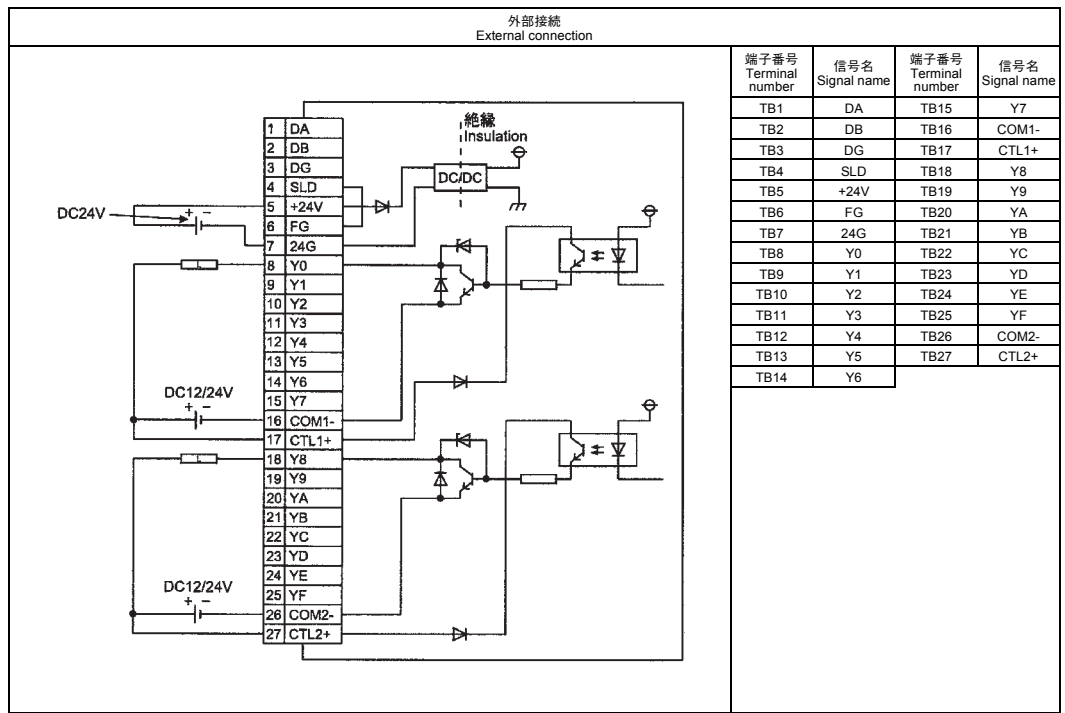 外部接続
External connection
端子番号
Terminal
number
信号名
Signal name
端子番号
Terminal
number
信号名
Signal name
TB1 DA TB15 Y7
TB2 DB TB16 COM1-
TB3 DG TB17 CTL1+
TB4 SLD TB18 Y8
TB5 +24V TB19 Y9
TB6 FG TB20 YA
TB7 24G TB21 YB
TB8 Y0 TB22 YC
TB9 Y1 TB23 YD
TB10 Y2 TB24 YE
TB11 Y3 TB25 YF
TB12 Y4 TB26 COM2-
TB13 Y5 TB27 CTL2+
TB14 Y6
絶縁
Insulation
DC/DC
DC24V
+ -
1 DA
2 DB
3 DG
4 SLD
5 +24V
6 FG
7 24G
8 Y0
9 Y1
10 Y2
11 Y3
12 Y4
13 Y5
14 Y6
15 Y7
16 COM1-
17 CTL1+
18 Y8
19 Y9
20 YA
21 YB
22 YC
23 YD
24 YE
25 YF
26 COM2-
27 CTL2+
L
DC12/24V
+ -
L
DC12/24V
+ -